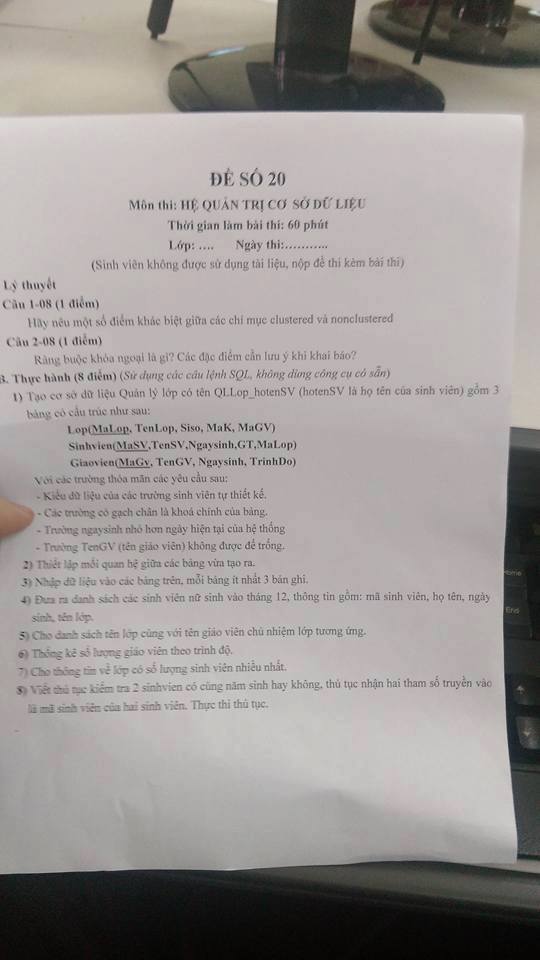 ĐỀ SỐ 20
Môn thi: HỆ QUẢN TRỊ CƠ SỞ DỮ LIỆU
Thời gian làm bài thi: 60 phút
Lớp: .... Ngày thi:...........
(Sinh viên không được sử dụng tài liệu, nộp đề thi kèm bài thi)
Lý thuyết
Câu 1-08 (1 điểm)
Hãy nêu một số điểm khác biệt giữa các chỉ mục clustered và nonclustered
Câu 2-08 (1 điểm)
Ràng buộc khóa ngoại là gì? Các đặc điểm cần lưu ý khi khai báo?
B. Thực hành (8 điểm) (Sử dụng các câu lệnh SQL, không dùng công cụ có sẵn)
1) Tạo cơ sở dữ liệu Quản lý lớp có tên QLLop_hotenSV (hotenSV là họ tên của sinh viên) gồm 3
bảng có cấu trúc như sau:
Lop(MaLop, TenLop, Siso, MaK, MaGV)
Sinhvien(MaSV,TenSV,Ngaysinh,GT,MaLop)
Giaovien(MaGv, TenGV, Ngaysinh, TrinhDo)
Với các trường thỏa mãn các yêu cầu sau:
- Kiểu dữ liệu của các trường sinh viên tự thiết kế.
- Các trường có gạch chân là khoá chính của bảng.
- Trường ngaysinh nhỏ hơn ngày hiện tại của hệ thống
- Trường TenGV (tên giáo viên) không được để trống.
2) Thiết lập mối quan hệ giữa các bảng vừa tạo ra.
3) Nhập dữ liệu vào các bảng trên, mỗi bảng ít nhất 3 bản ghi.
4) Đưa ra danh sách các sinh viên nữ sinh vào tháng 12, thông tin gồm: mã sinh viên, họ tên, ngày
sinh, tên lớp.
5) Cho danh sách tên lớp cùng với tên giáo viên chủ nhiệm lớp tương ứng.
6) Thống kê số lượng giáo viên theo trình độ.
7) Cho thông tin về lớp có số lượng sinh viên nhiều nhất.
8) Viết thủ tục kiểm tra 2 sinhvien có cùng năm sinh hay không, thủ tục nhận hai tham số truyền vào
là mã sinh viên của hai sinh viên. Thực thi thủ tục.
Home
End